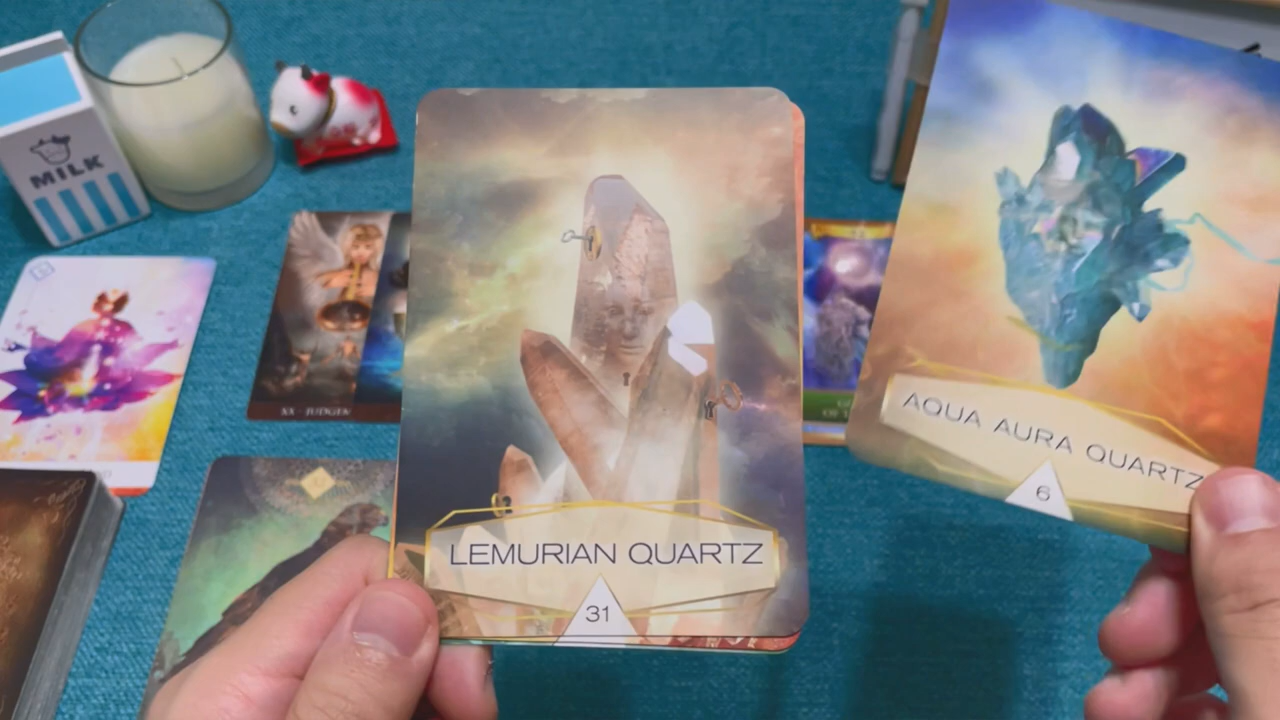 MILK
XX · JUDGEM
LEMURIAN QUARTZ
31
AQUA AURA QUARTZ
6